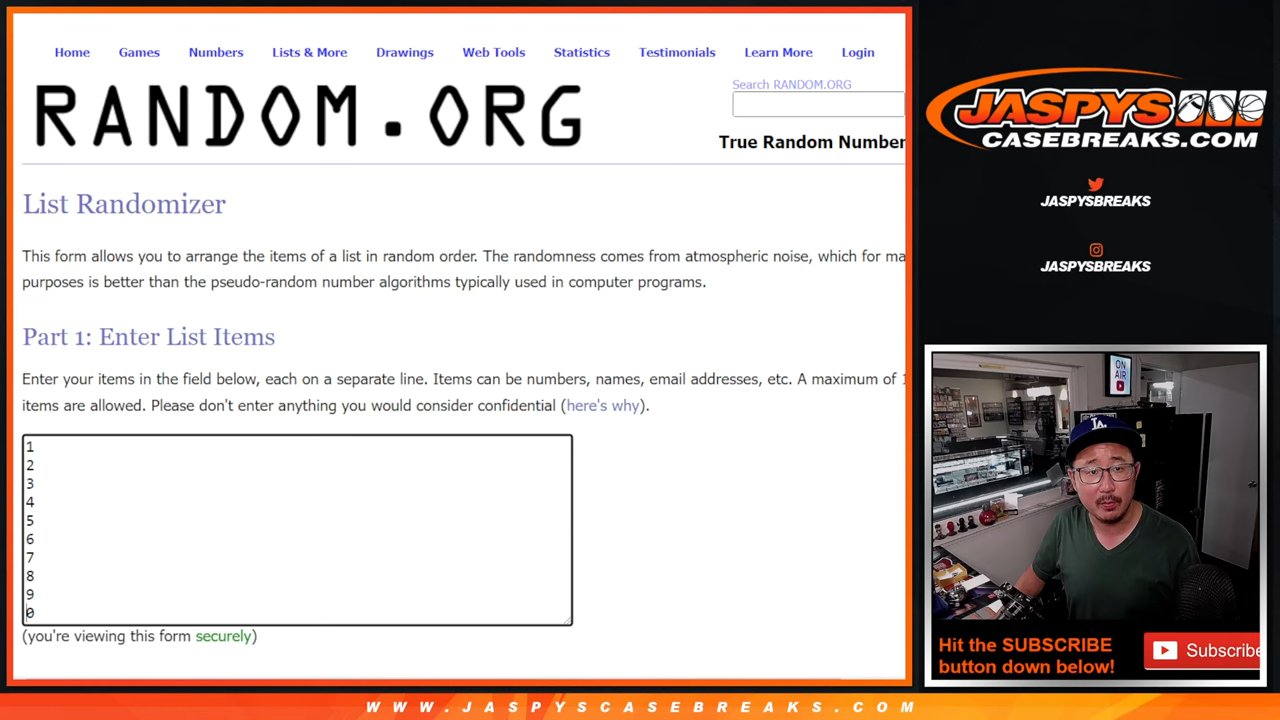 Home Games Numbers Lists & More Drawings Web Tools Statistics Testimonials Learn More Login
RANDOM.ORG
Search RANDOM.ORG
True Random Number
List Randomizer
This form allows you to arrange the items of a list in random order. The randomness comes from atmospheric noise, which for ma
purposes is better than the pseudo-random number algorithms typically used in computer programs.
Part 1: Enter List Items
Enter your items in the field below, each on a separate line. Items can be numbers, names, email addresses, etc. A maximum of 1
items are allowed. Please don't enter anything you would consider confidential (here's why).
1
2
3
4
5
6
7
8
9
0
(you're viewing this form securely)
JASPYS
CASEBREAKS.COM
JASPYSBREAKS
JASPYSBREAKS
ON
AIR
LA
Hit the SUBSCRIBE
button down below!
Subscribe
WWW.JASPYSCASEBREAKS.COM